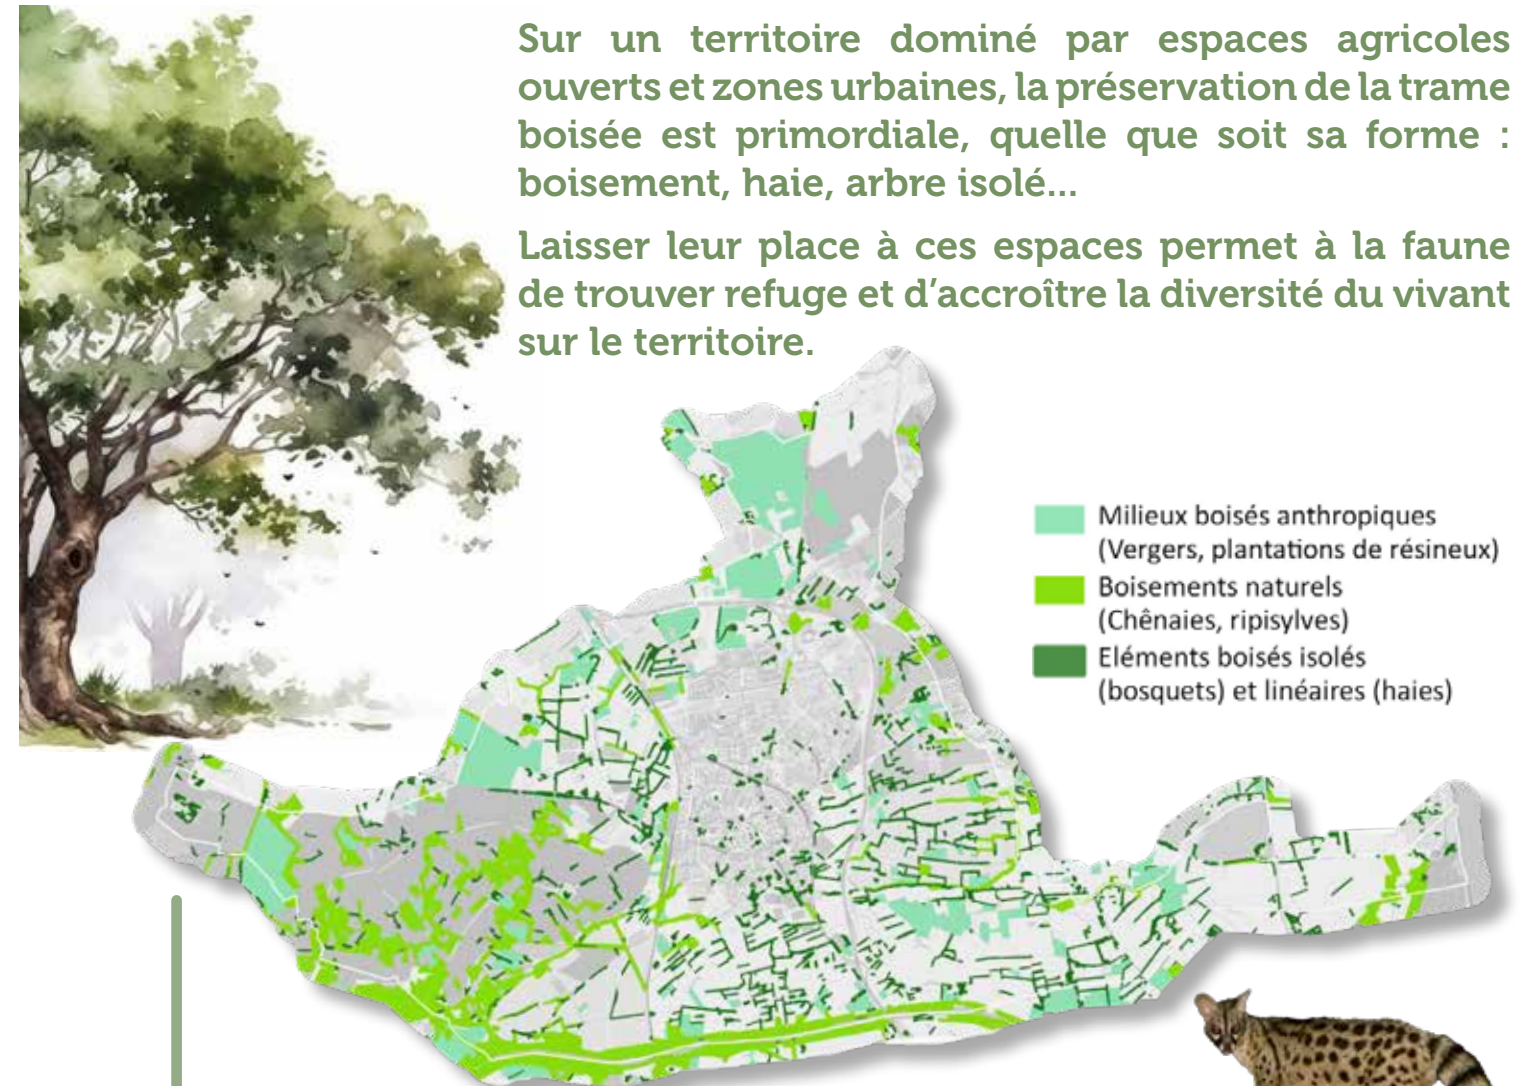 Sur un territoire dominé par espaces agricoles
ouverts et zones urbaines, la préservation de la trame
boisée est primordiale, quelle que soit sa forme :
boisement, haie, arbre isolé...
Laisser leur place à ces espaces permet à la faune
de trouver refuge et d’accroître la diversité du vivant
sur le territoire.
Milieux boisés anthropiques
(Vergers, plantations de résineux)
Boisements naturels
(Chênaies, ripisylves)
Eléments boisés isolés
(bosquets) et linéaires (haies)